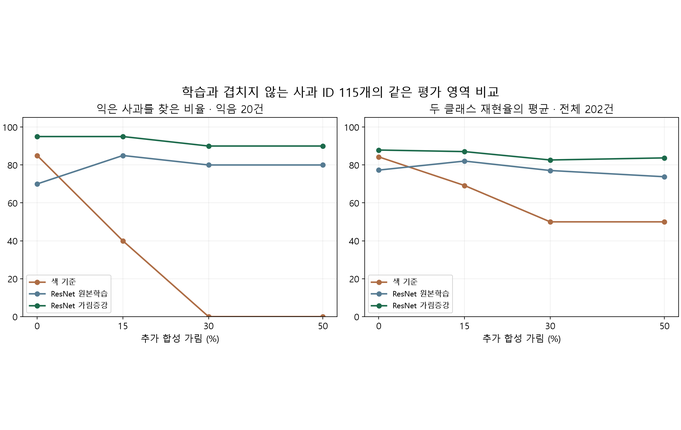 학습과 겹치지 않는 사과 ID 115개의 같은 평가 영역 비교
익은 사과를 찾은 비율 · 익음 20건
100
80
60
40
20
0
색 기준
ResNet 원본학습
ResNet 가림증강
0 15 30 50
추가 합성 가림 (%)
두 클래스 재현율의 평균 · 전체 202건
100
80
60
40
20
0
색 기준
ResNet 원본학습
ResNet 가림증강
0 15 30 50
추가 합성 가림 (%)